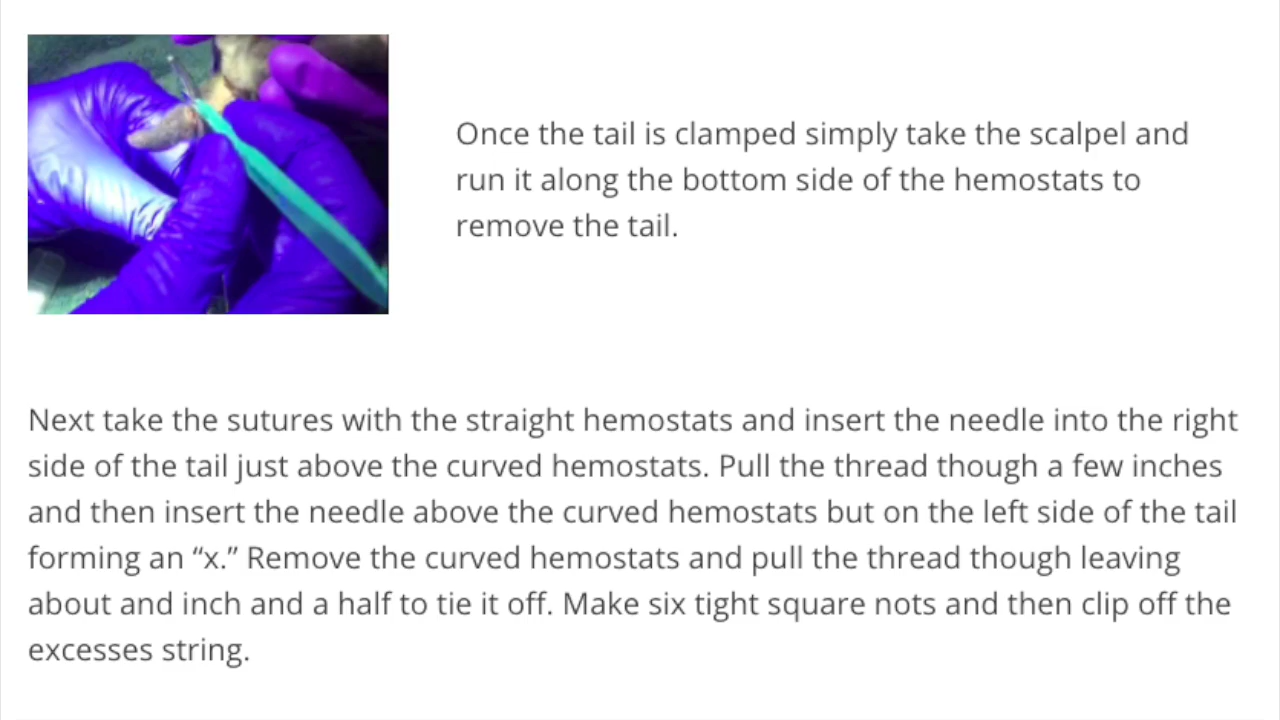 Once the tail is clamped simply take the scalpel and
run it along the bottom side of the hemostats to
remove the tail.
Next take the sutures with the straight hemostats and insert the needle into the right
side of the tail just above the curved hemostats. Pull the thread though a few inches
and then insert the needle above the curved hemostats but on the left side of the tail
forming an “x.” Remove the curved hemostats and pull the thread though leaving
about and inch and a half to tie it off. Make six tight square nots and then clip off the
excesses string.